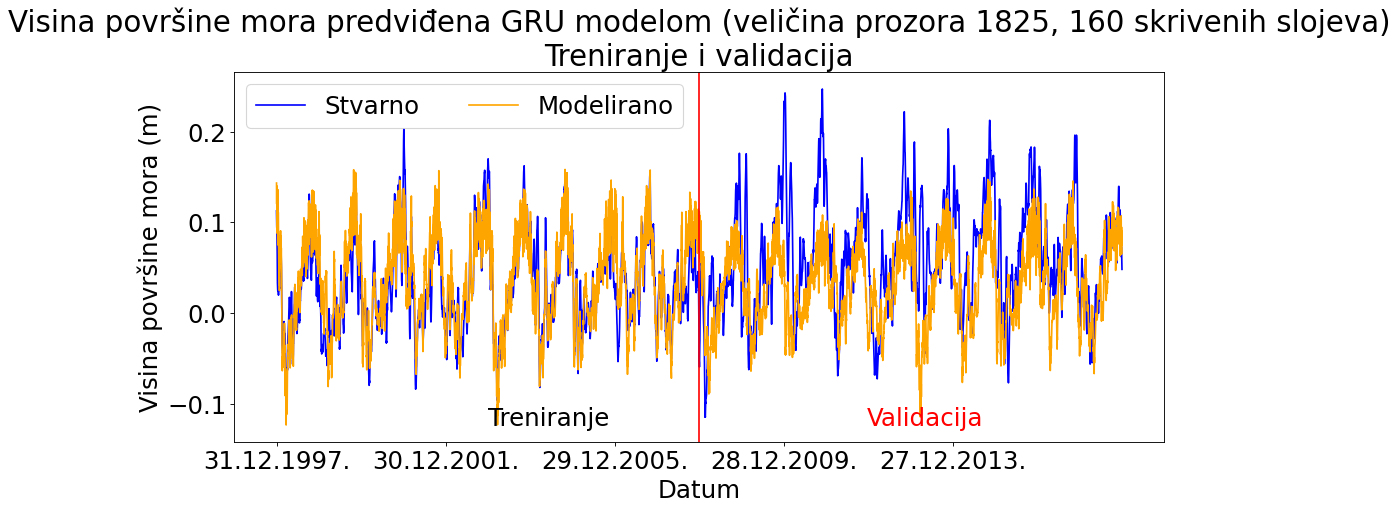 Visina površine mora predviđena GRU modelom (veličina prozora 1825, 160 skrivenih slojeva)
Treniranje i validacija
Stvarno
Modelirano
Visina površine mora (m)
0.2
0.1
0.0
−0.1
Treniranje
Validacija
31.12.1997.
30.12.2001.
29.12.2005.
28.12.2009.
27.12.2013.
Datum